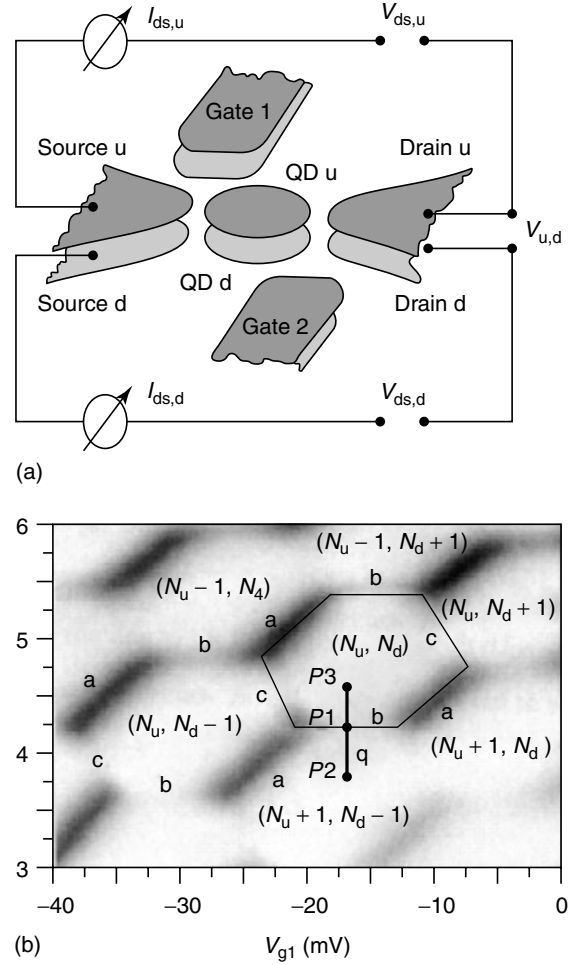 I_ds,u
V_ds,u
Gate 1
Source u
Drain u
QD u
V_u,d
QD d
Source d
Drain d
Gate 2
I_ds,d
V_ds,d
(a)
6
(N_u − 1, N_d + 1)
(N_u − 1, N_4)
b
(N_u, N_d + 1)
a
5
b
(N_u, N_d)
c
a
P3
c
(N_u, N_d − 1)
P1
b
a
4
c
q
(N_u + 1, N_d)
b
a
P2
(N_u + 1, N_d − 1)
3
−40 −30 −20 −10 0
(b)
V_g1 (mV)